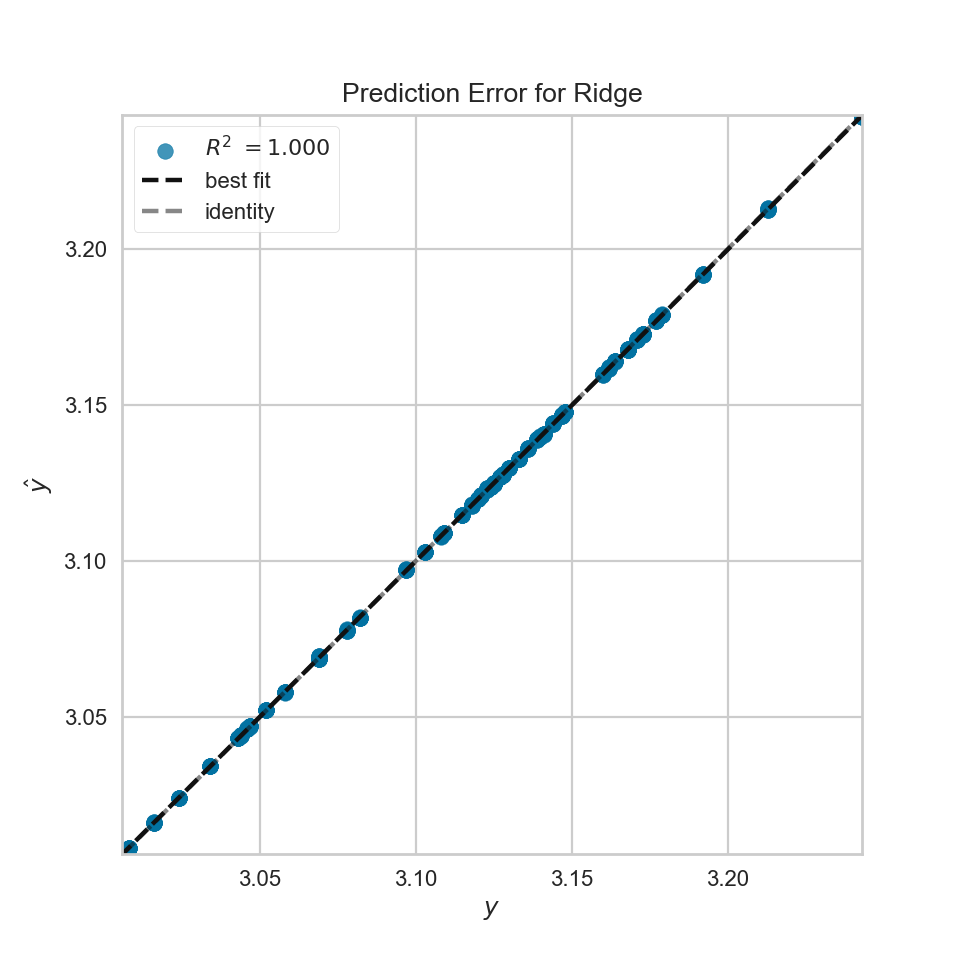 Prediction Error for Ridge
R² = 1.000
best fit
identity
3.20
3.15
3.10
3.05
ŷ
3.05 3.10 3.15 3.20
y